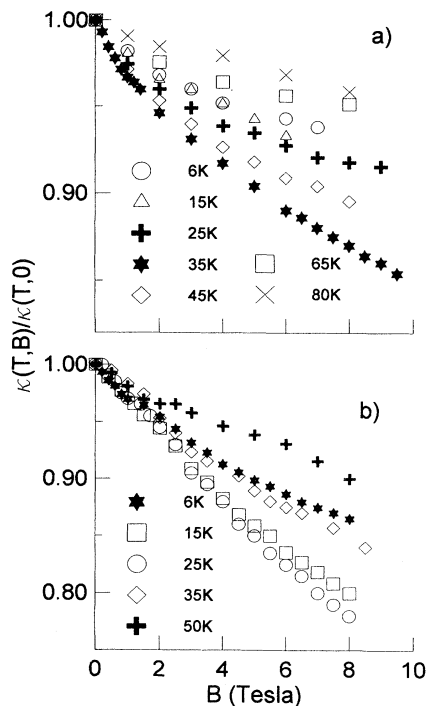 1.00
a)
0.90
6K
15K
25K
35K
65K
45K
80K
κ(T,B)/κ(T,0)
1.00
b)
0.90
6K
15K
25K
0.80
35K
50K
0 2 4 6 8 10
B (Tesla)